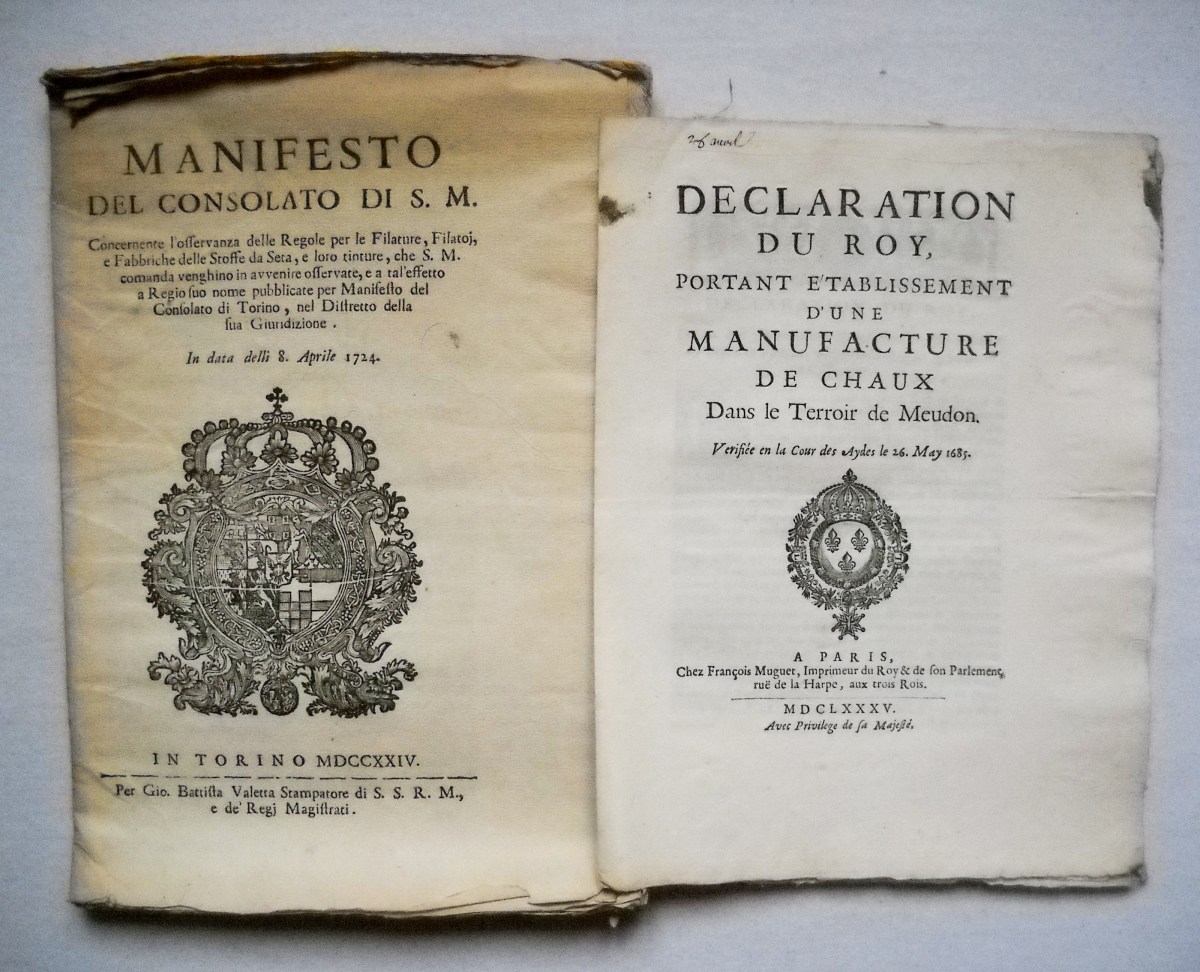 MANIFESTO
DEL CONSOLATO DI S. M.
Concernente l'oſſervanza delle Regole per le Filature, Filatoj,
e Fabbriche delle Stoffe da Seta, e loro tinture, che S. M.
comanda venghino in avvenire oſſervate, e a tal'effetto
a Regio ſuo nome pubblicate per Manifeſto del
Conſolato di Torino, nel Diſtretto della
ſua Giuridizione.
In data delli 8. Aprile 1724.
IN TORINO MDCCXXIV.
Per Gio. Battiſta Valetta Stampatore di S. S. R. M.,
e de' Regj Magiſtrati.
DECLARATION
DU ROY,
PORTANT E'TABLISSEMENT
D'UNE
MANUFACTURE
DE CHAUX
Dans le Terroir de Meudon.
Verifiée en la Cour des Aydes le 26. May 1685.
A PARIS,
Chez François Muguet, Imprimeur du Roy & de ſon Parlement,
ruë de la Harpe, aux trois Rois.
MDCLXXXV.
Avec Privilege de ſa Majeſté.